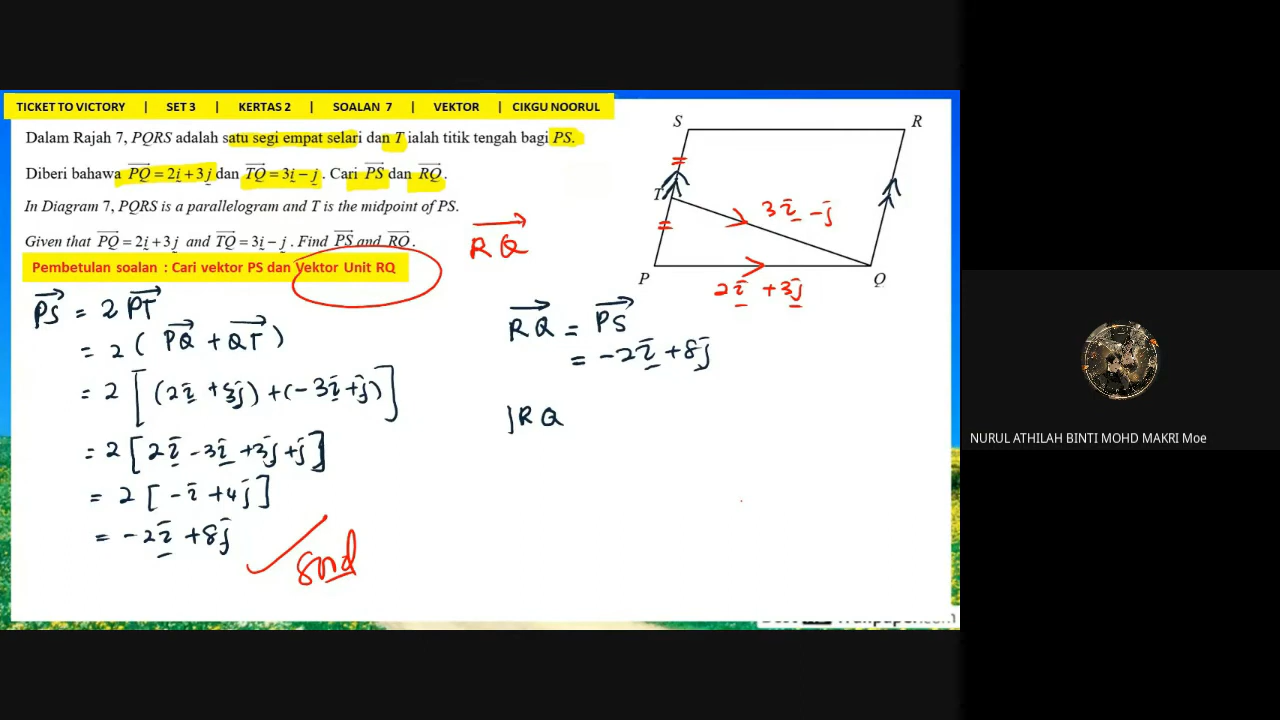 TICKET TO VICTORY | SET 3 | KERTAS 2 | SOALAN 7 | VEKTOR | CIKGU NOORUL
Dalam Rajah 7, PQRS adalah satu segi empat selari dan T ialah titik tengah bagi PS.
Diberi bahawa PQ = 2i + 3j dan TQ = 3i − j. Cari PS dan RQ.
In Diagram 7, PQRS is a parallelogram and T is the midpoint of PS.
Given that PQ = 2i + 3j and TQ = 3i − j. Find PS and RQ.
Pembetulan soalan : Cari vektor PS dan Vektor Unit RQ
RQ
S
R
T
P
Q
3i − j
2i + 3j
PS = 2 PT
= 2 ( PQ + QT )
= 2 [ (2i + 3j) + (-3i + j) ]
= 2 [ 2i - 3i + 3j + j ]
= 2 [ -i + 4j ]
= -2i + 8j
RQ = PS
= -2i + 8j
|RQ
NURUL ATHILAH BINTI MOHD MAKRI Moe